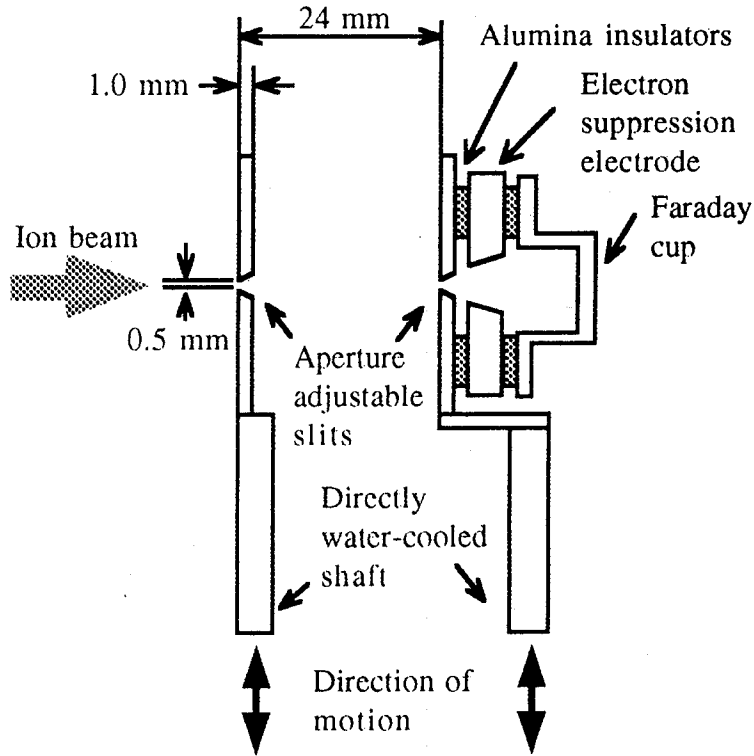 24 mm
Alumina insulators
1.0 mm
Electron
suppression
electrode
Faraday
cup
Ion beam
0.5 mm
Aperture
adjustable
slits
Directly
water-cooled
shaft
Direction of
motion